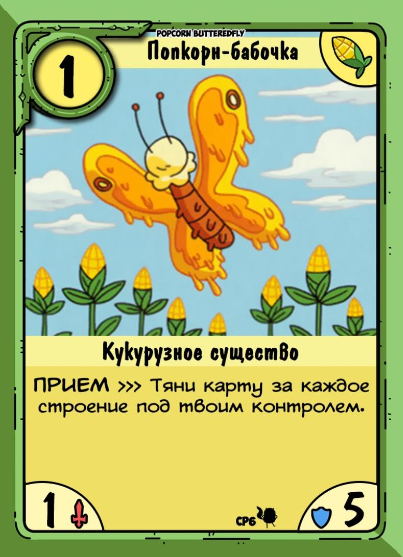 POPCORN BUTTEREDFLY
Попкорн-бабочка
1
Кукурузное существо
ПРИЕМ >>> Тяни карту за каждое
строение под твоим контролем.
1
CP6
5